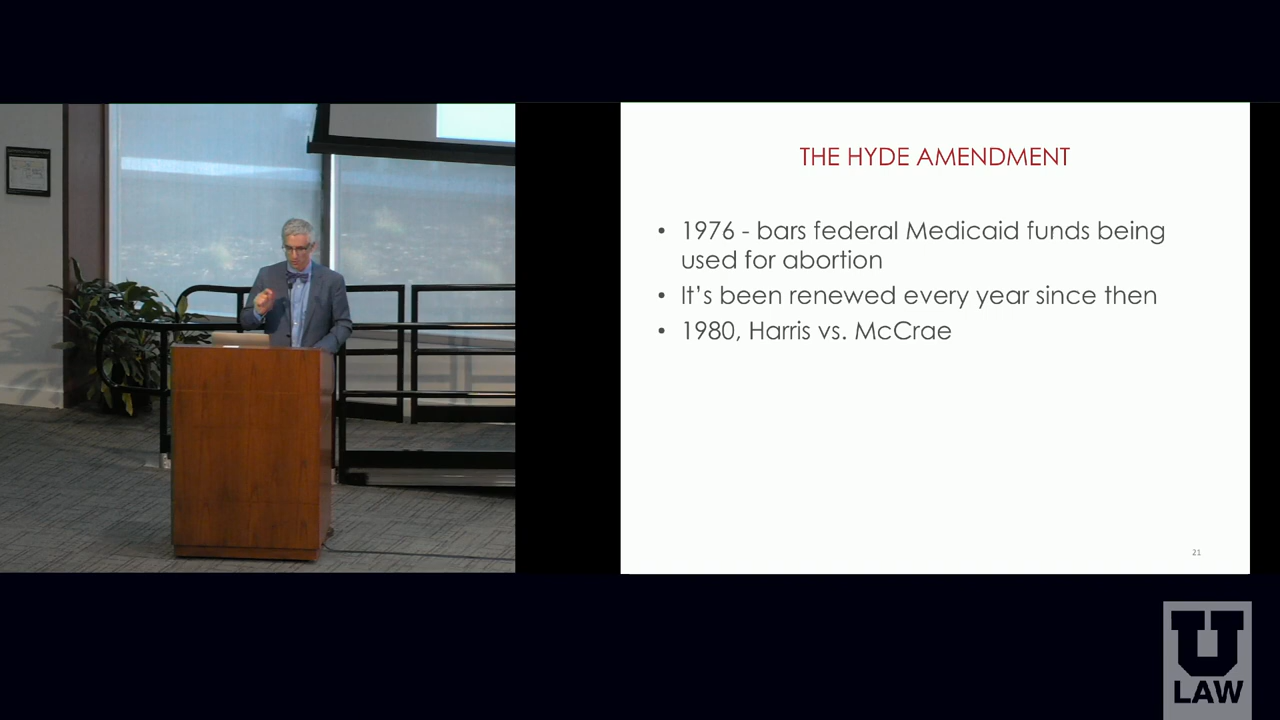 THE HYDE AMENDMENT
• 1976 - bars federal Medicaid funds being
used for abortion
• It’s been renewed every year since then
• 1980, Harris vs. McCrae
21
U
LAW